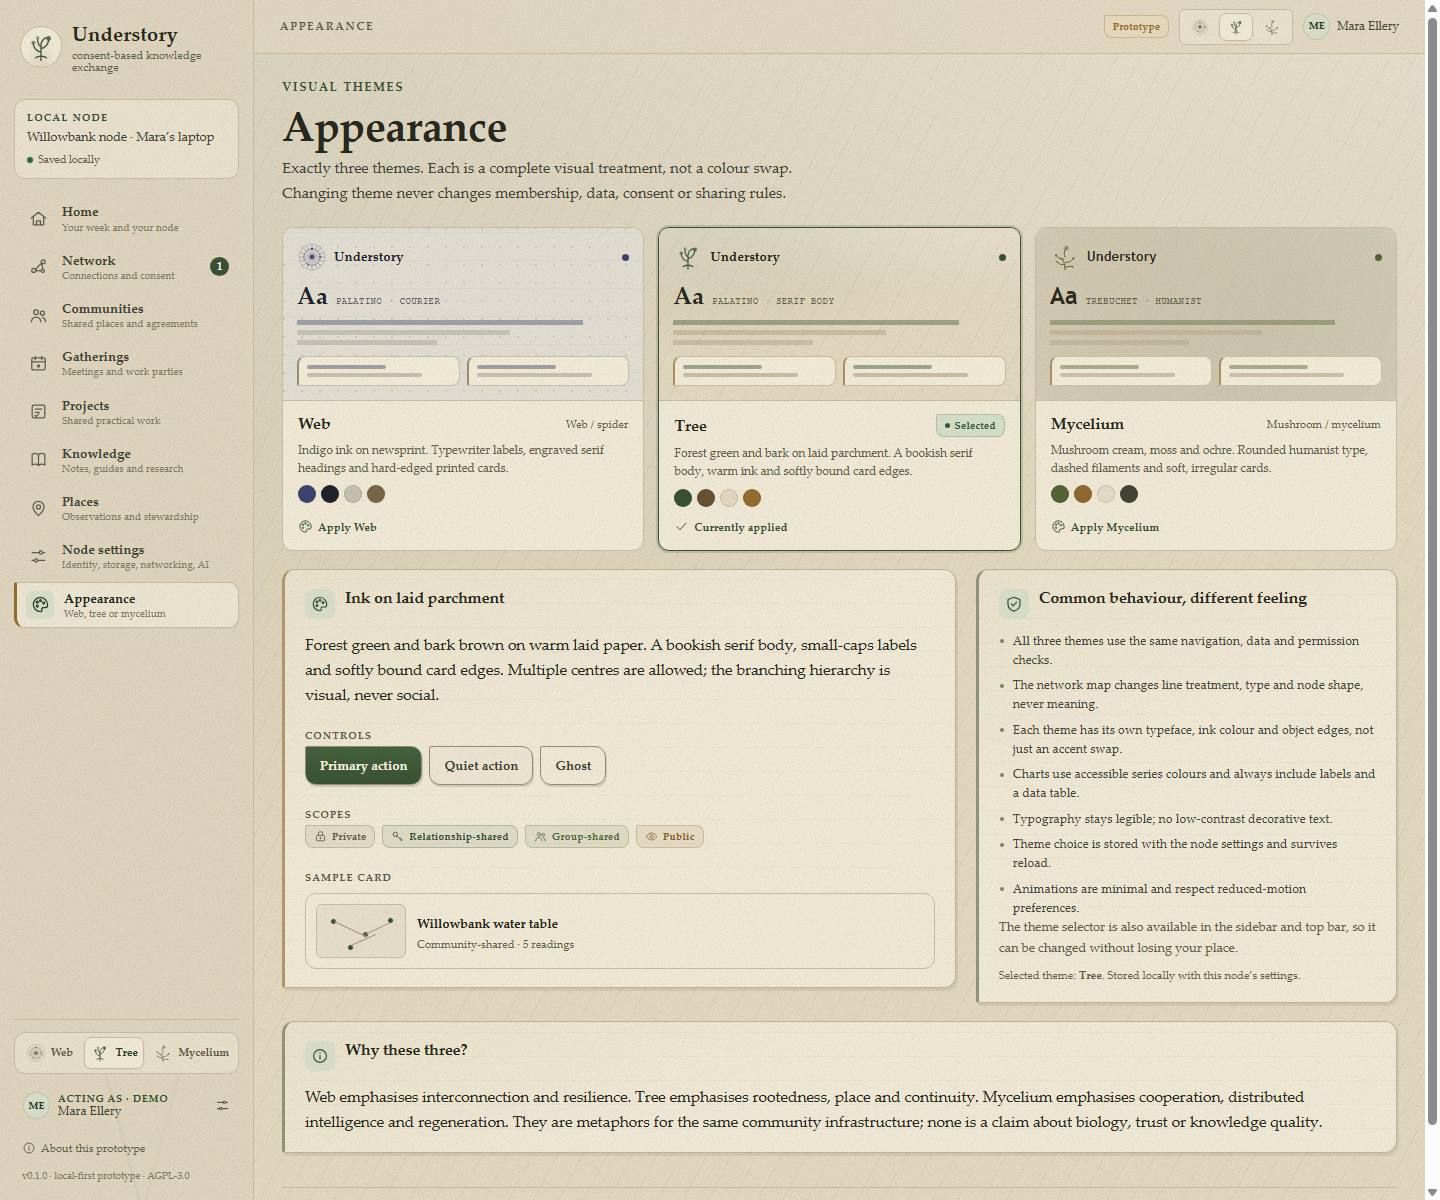 Understory
consent-based knowledge
exchange
LOCAL NODE
Willowbank node · Mara's laptop
Saved locally
Home
Your week and your node
Network
Connections and consent
1
Communities
Shared places and agreements
Gatherings
Meetings and work parties
Projects
Shared practical work
Knowledge
Notes, guides and research
Places
Observations and stewardship
Node settings
Identity, storage, networking, AI
Appearance
Web, tree or mycelium
Web
Tree
Mycelium
ME
ACTING AS · DEMO
Mara Ellery
About this prototype
v0.1.0 · local-first prototype · AGPL-3.0
APPEARANCE
Prototype
ME
Mara Ellery
VISUAL THEMES
Appearance
Exactly three themes. Each is a complete visual treatment, not a colour swap.
Changing theme never changes membership, data, consent or sharing rules.
Understory
Aa PALATINO · COURIER
Web
Web / spider
Indigo ink on newsprint. Typewriter labels, engraved serif
headings and hard-edged printed cards.
Apply Web
Understory
Aa PALATINO · SERIF BODY
Tree
Selected
Forest green and bark on laid parchment. A bookish serif
body, warm ink and softly bound card edges.
Currently applied
Understory
Aa TREBUCHET · HUMANIST
Mycelium
Mushroom / mycelium
Mushroom cream, moss and ochre. Rounded humanist type,
dashed filaments and soft, irregular cards.
Apply Mycelium
Ink on laid parchment
Forest green and bark brown on warm laid paper. A bookish serif body, small-caps labels
and softly bound card edges. Multiple centres are allowed; the branching hierarchy is
visual, never social.
CONTROLS
Primary action
Quiet action
Ghost
SCOPES
Private
Relationship-shared
Group-shared
Public
SAMPLE CARD
Willowbank water table
Community-shared · 5 readings
Common behaviour, different feeling
• All three themes use the same navigation, data and permission
checks.
• The network map changes line treatment, type and node shape,
never meaning.
• Each theme has its own typeface, ink colour and object edges, not
just an accent swap.
• Charts use accessible series colours and always include labels and
a data table.
• Typography stays legible; no low-contrast decorative text.
• Theme choice is stored with the node settings and survives
reload.
• Animations are minimal and respect reduced-motion
preferences.
The theme selector is also available in the sidebar and top bar, so it
can be changed without losing your place.
Selected theme: Tree. Stored locally with this node's settings.
Why these three?
Web emphasises interconnection and resilience. Tree emphasises rootedness, place and continuity. Mycelium emphasises cooperation, distributed
intelligence and regeneration. They are metaphors for the same community infrastructure; none is a claim about biology, trust or knowledge quality.